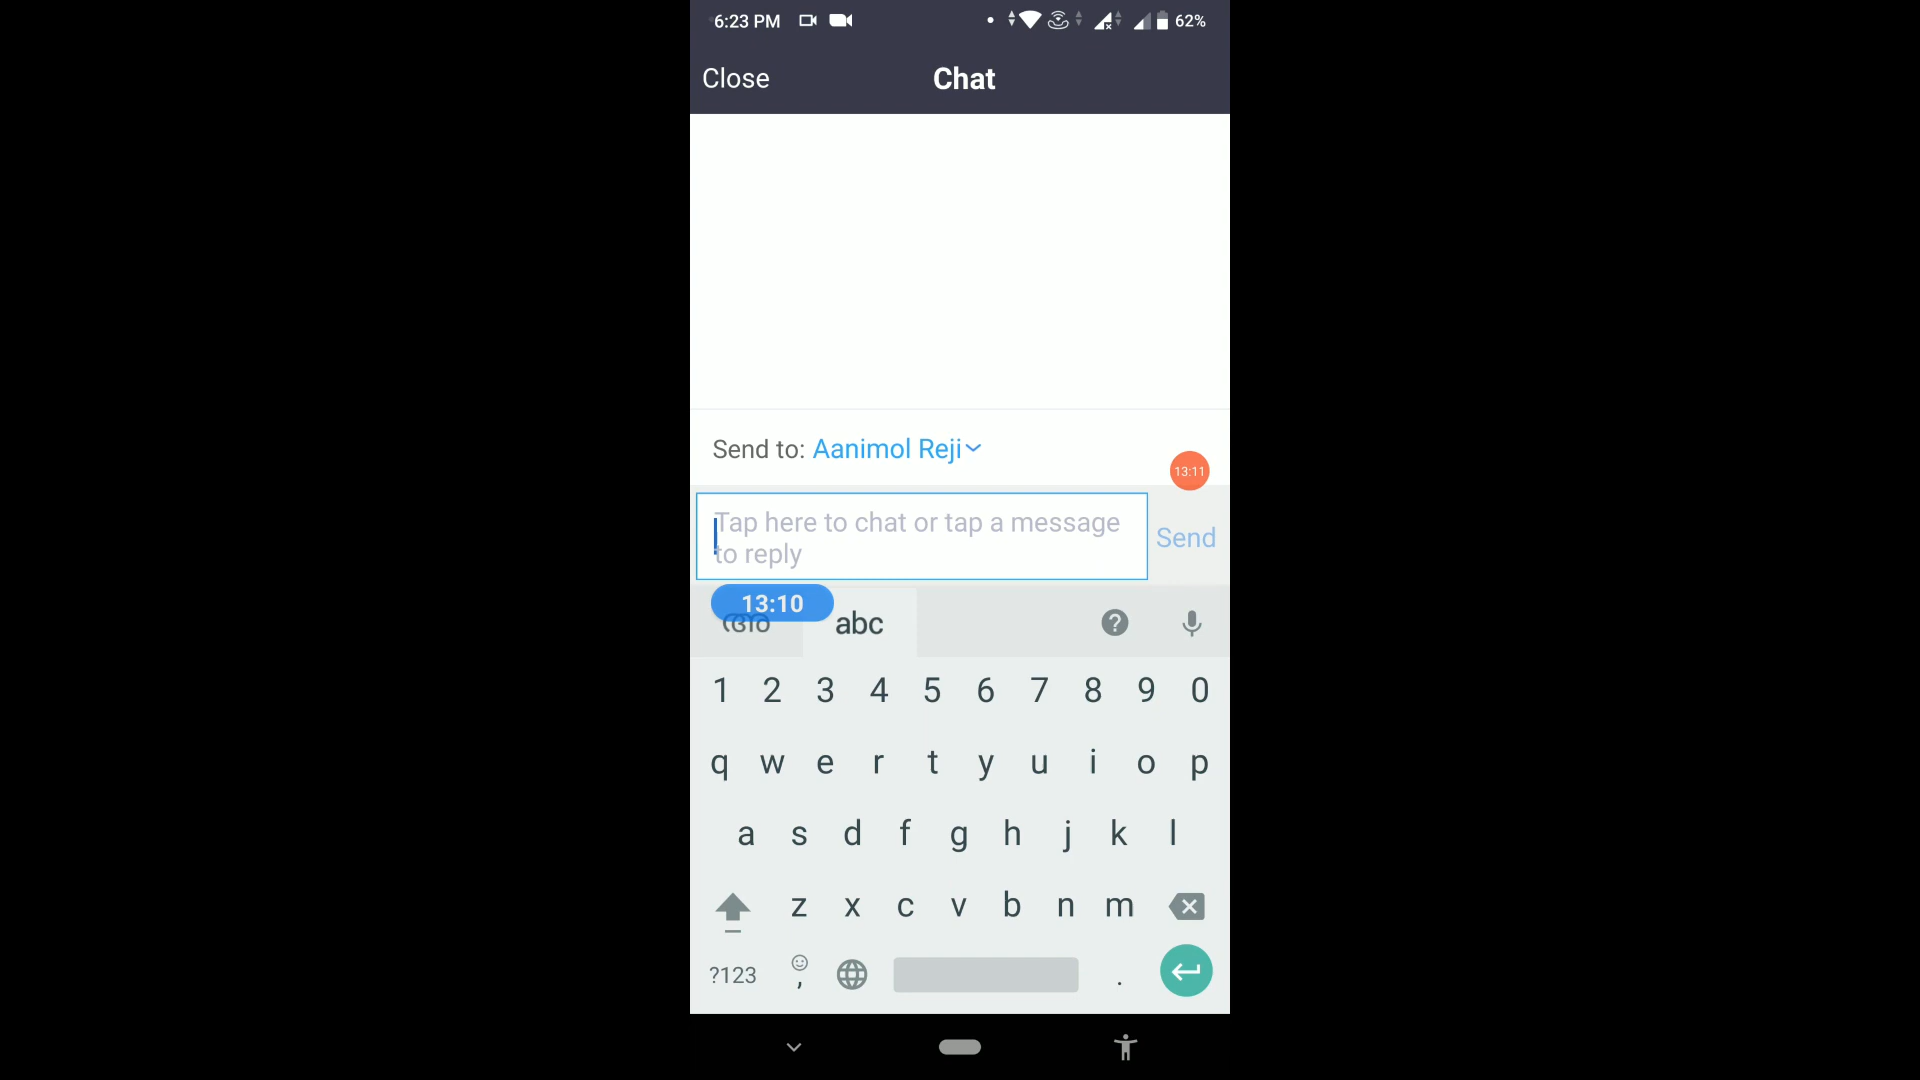 6:23 PM 62%
Close Chat
Send to: Aanimol Reji
13:11
Tap here to chat or tap a message
to reply
Send
13:10
abc
1 2 3 4 5 6 7 8 9 0
q w e r t y u i o p
a s d f g h j k l
z x c v b n m
?123 , .